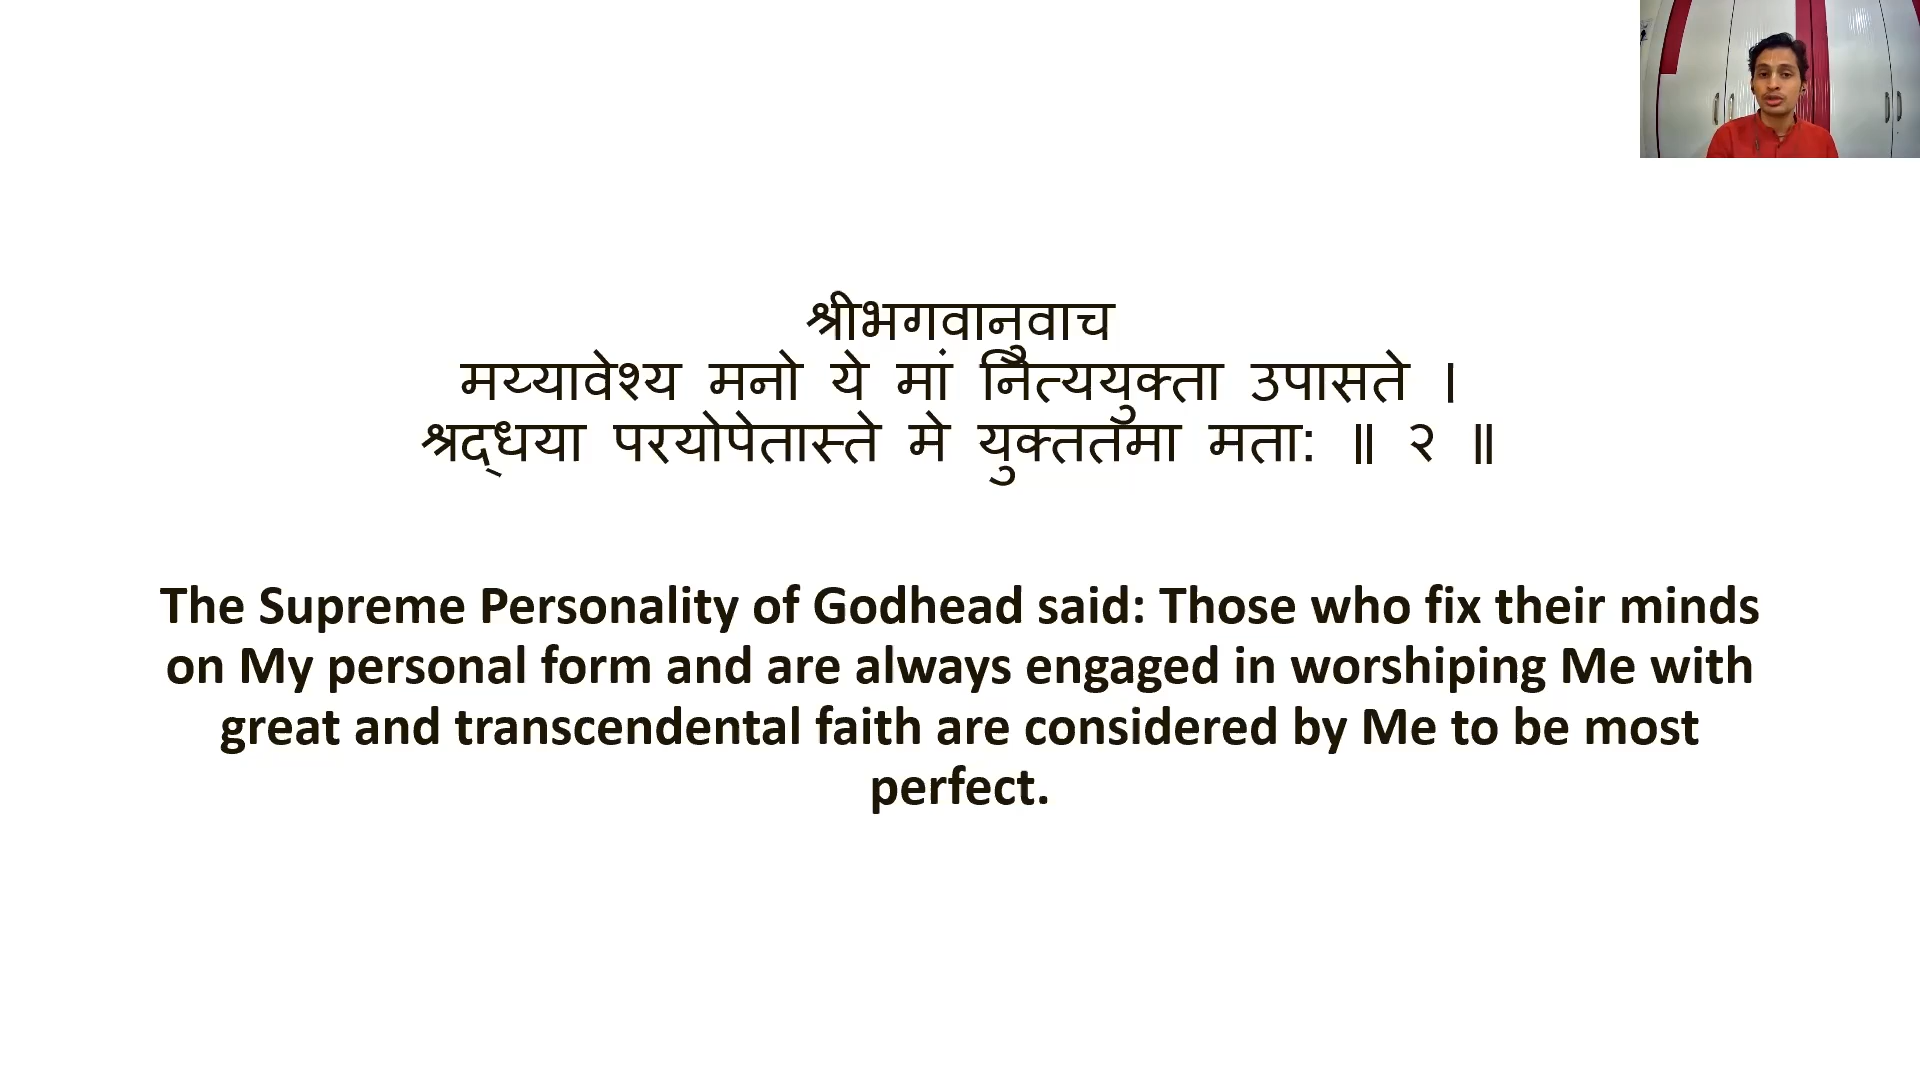 श्रीभगवानुवाच
मय्यावेश्य मनो ये मां नित्ययुक्ता उपासते ।
श्रद्धया परयोपेतास्ते मे युक्ततमा मताः ॥ २ ॥
The Supreme Personality of Godhead said: Those who fix their minds
on My personal form and are always engaged in worshiping Me with
great and transcendental faith are considered by Me to be most
perfect.